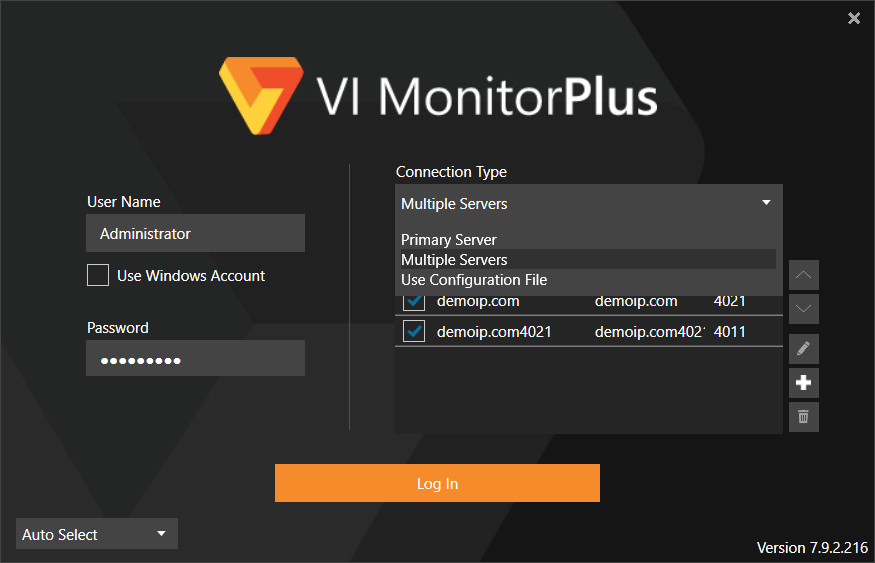 VI MonitorPlus
User Name
Administrator
Use Windows Account
Password
Connection Type
Multiple Servers
Primary Server
Multiple Servers
Use Configuration File
demoip.com demoip.com 4021
demoip.com4021 demoip.com402 4011
Log In
Auto Select
Version 7.9.2.216